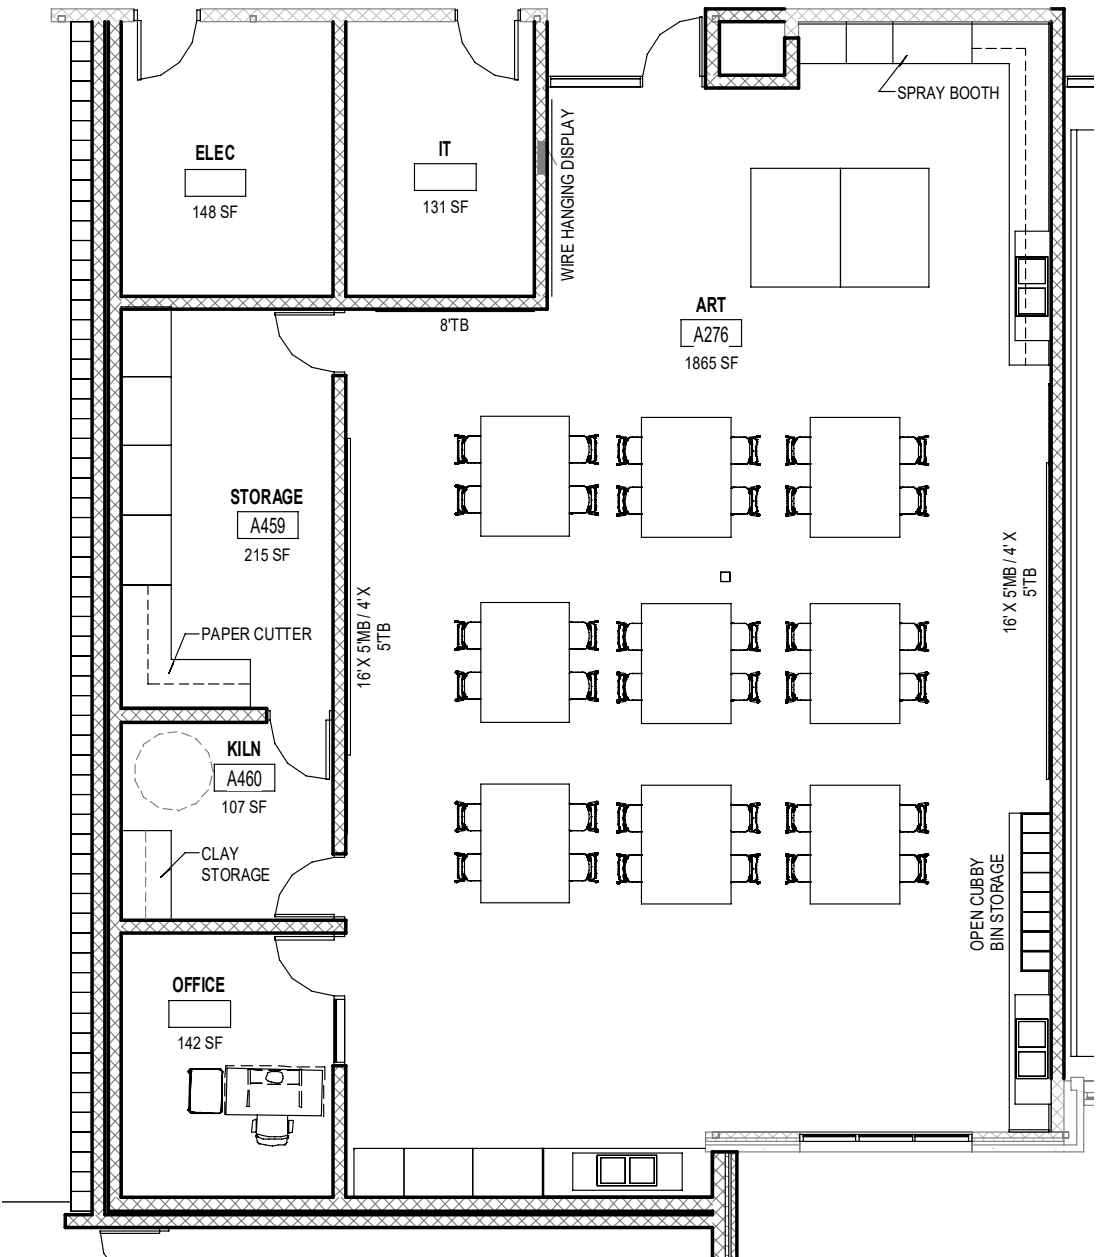 SPRAY BOOTH
ELEC
148 SF
IT
131 SF
WIRE HANGING DISPLAY
ART
A276
1865 SF
8'TB
STORAGE
A459
215 SF
16' X 5'MB / 4' X
5'TB
16' X 5'MB / 4' X
5'TB
PAPER CUTTER
KILN
A460
107 SF
CLAY
STORAGE
OPEN CUBBY
BIN STORAGE
OFFICE
142 SF